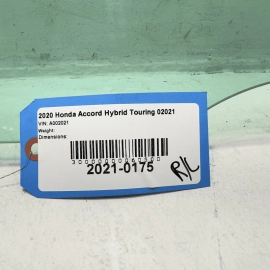 2020 Honda Accord Hybrid Touring 02021
VIN: A002021
Weight:
Dimensions:
2021-0175
R/L